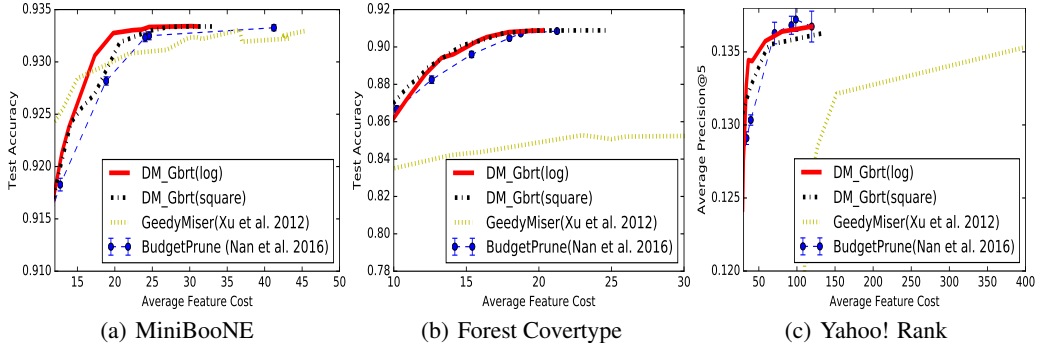 0.935
0.930
0.925
0.920
0.915
0.910
Test Accuracy
15 20 25 30 35 40 45 50
Average Feature Cost
DM_Gbrt(log)
DM_Gbrt(square)
GeedyMiser(Xu et al. 2012)
BudgetPrune (Nan et al. 2016)
(a) MiniBooNE
0.92
0.90
0.88
0.86
0.84
0.82
0.80
0.78
Test Accuracy
10 15 20 25 30
Average Feature Cost
DM_Gbrt(log)
DM_Gbrt(square)
GeedyMiser(Xu et al. 2012)
BudgetPrune(Nan et al. 2016)
(b) Forest Covertype
0.135
0.130
0.125
0.120
Average Precision@5
50 100 150 200 250 300 350 400
Average Feature Cost
DM_Gbrt(log)
DM_Gbrt(square)
GeedyMiser(Xu et al. 2012)
BudgetPrune(Nan et al. 2016)
(c) Yahoo! Rank